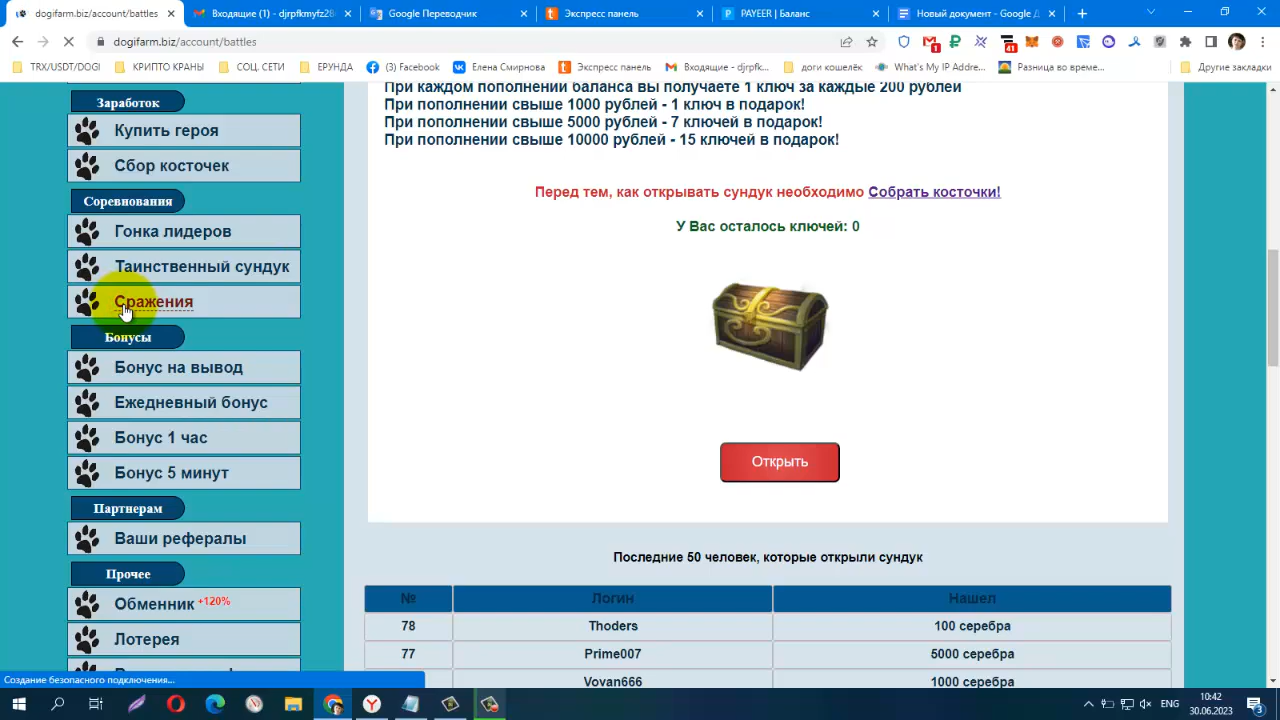 dogifarm.biz/account/battles
Входящие (1) - djrpfkmyfz28
Google Переводчик
Экспресс панель
PAYEER | Баланс
Новый документ - Google Д
dogifarm.biz/account/battles
1
41
TRX/USDT/DOGI
КРИПТО КРАНЫ
СОЦ. СЕТИ
ЕРУНДА
(3) Facebook
Елена Смирнова
Экспресс панель
Входящие - djrpfk...
доги кошелёк
What's My IP Addre...
Разница во време...
Другие закладки
Заработок
Купить героя
Сбор косточек
Соревнования
Гонка лидеров
Таинственный сундук
Сражения
Бонусы
Бонус на вывод
Ежедневный бонус
Бонус 1 час
Бонус 5 минут
Партнерам
Ваши рефералы
Прочее
Обменник +120%
Лотерея
При каждом пополнении баланса вы получаете 1 ключ за каждые 200 рублей
При пополнении свыше 1000 рублей - 1 ключ в подарок!
При пополнении свыше 5000 рублей - 7 ключей в подарок!
При пополнении свыше 10000 рублей - 15 ключей в подарок!
Перед тем, как открывать сундук необходимо Собрать косточки!
У Вас осталось ключей: 0
Открыть
Последние 50 человек, которые открыли сундук
№ Логин Нашел
78 Thoders 100 серебра
77 Prime007 5000 серебра
Vovan666 1000 серебра
Создание безопасного подключения...
ENG
10:42
30.06.2023
3